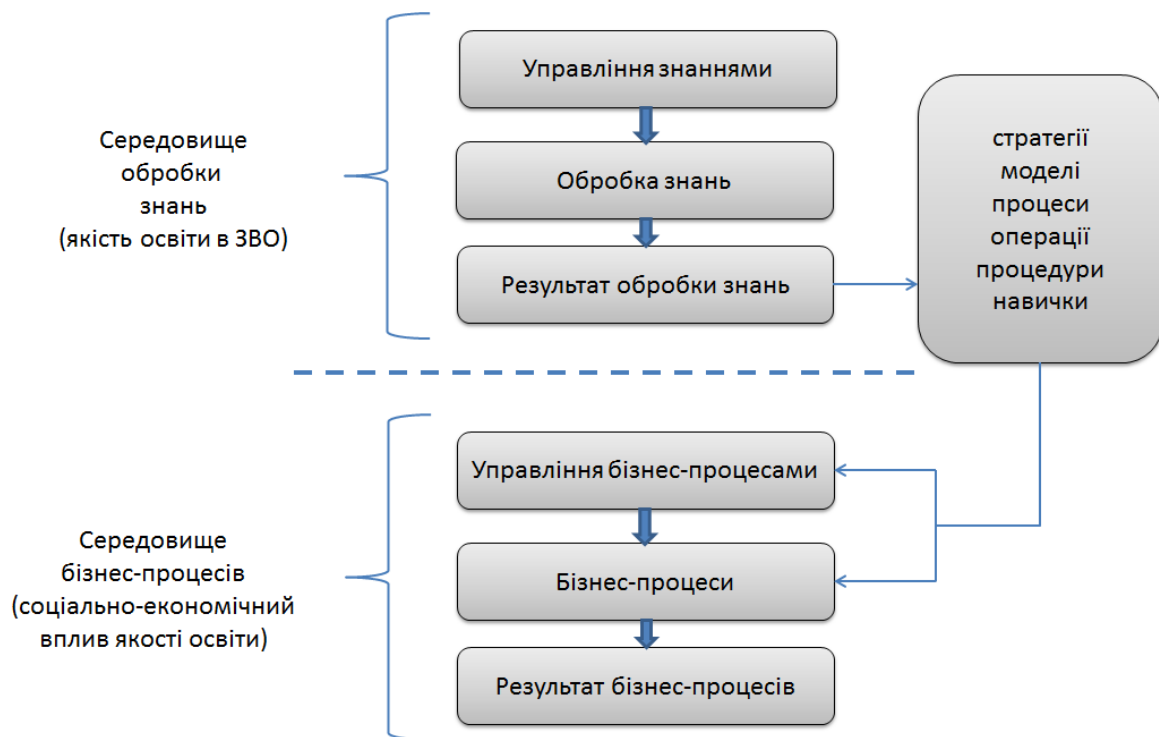 Середовище
обробки
знань
(якість освіти в ЗВО)
Управління знаннями
Обробка знань
Результат обробки знань
стратегії
моделі
процеси
операції
процедури
навички
Середовище
бізнес-процесів
(соціально-економічний
вплив якості освіти)
Управління бізнес-процесами
Бізнес-процеси
Результат бізнес-процесів